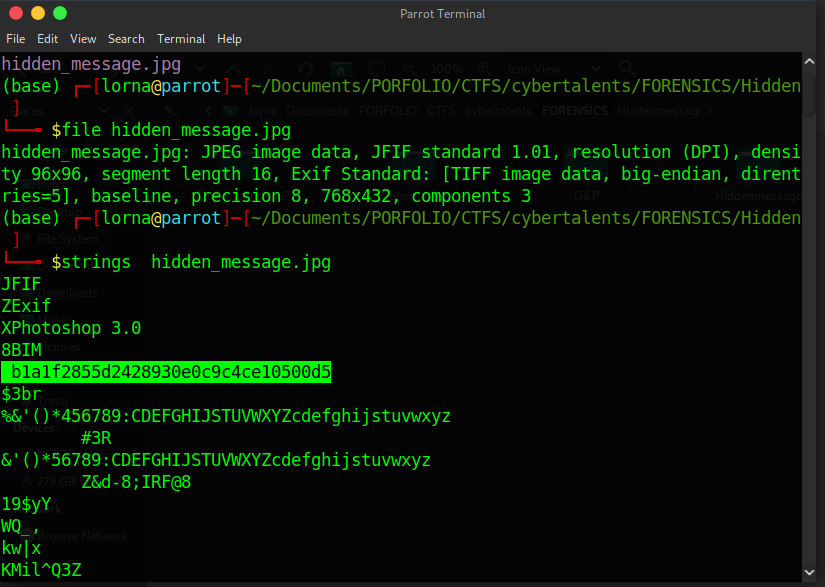 Parrot Terminal
File Edit View Search Terminal Help
hidden_message.jpg
(base) ┌─[lorna@parrot]─[~/Documents/PORFOLIO/CTFS/cybertalents/FORENSICS/Hidden
]
└──╼ $file hidden_message.jpg
hidden_message.jpg: JPEG image data, JFIF standard 1.01, resolution (DPI), densi
ty 96x96, segment length 16, Exif Standard: [TIFF image data, big-endian, dirent
ries=5], baseline, precision 8, 768x432, components 3
(base) ┌─[lorna@parrot]─[~/Documents/PORFOLIO/CTFS/cybertalents/FORENSICS/Hidden
]
└──╼ $strings  hidden_message.jpg
JFIF
ZExif
XPhotoshop 3.0
8BIM
b1a1f2855d2428930e0c9c4ce10500d5
$3br
%&'()*456789:CDEFGHIJSTUVWXYZcdefghijstuvwxyz
#3R
&'()*56789:CDEFGHIJSTUVWXYZcdefghijstuvwxyz
Z&d-8;IRF@8
19$yY
WQ_,
kw|x
KMil^Q3Z